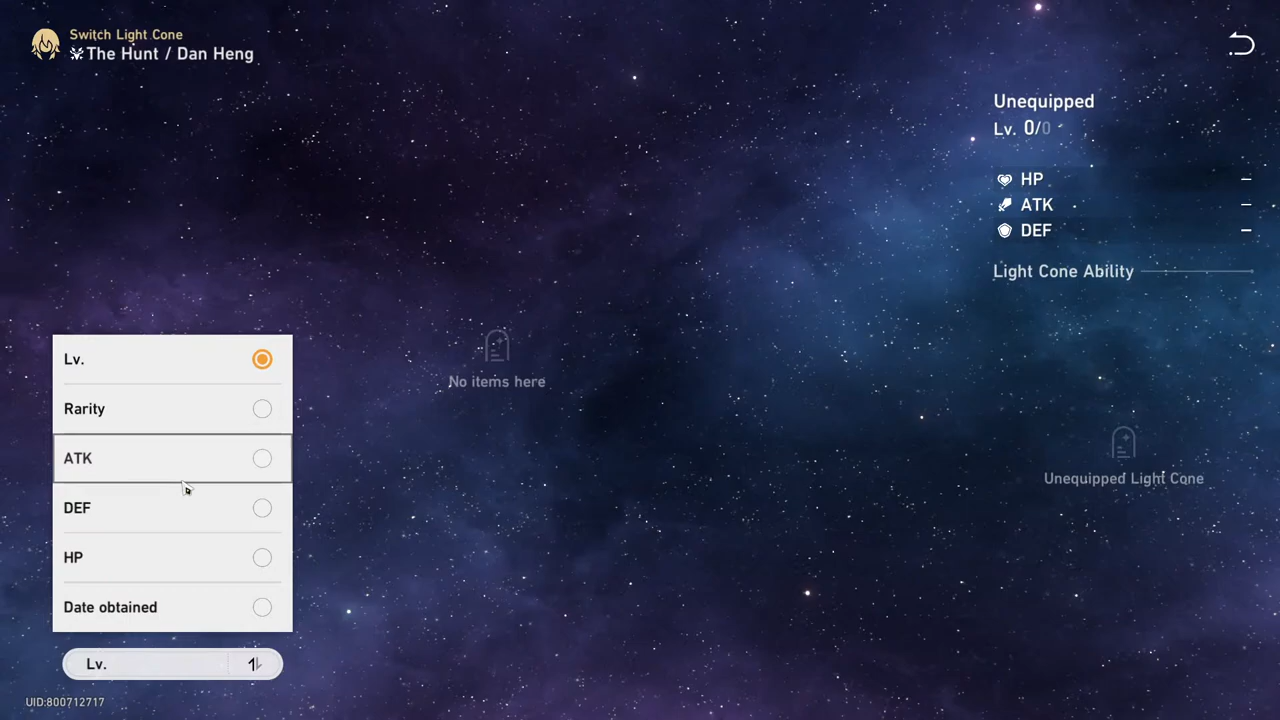 Switch Light Cone
The Hunt / Dan Heng
Unequipped
Lv. 0/0
HP –
ATK –
DEF –
Light Cone Ability
No items here
Unequipped Light Cone
Lv.
Rarity
ATK
DEF
HP
Date obtained
Lv.
UID:800712717